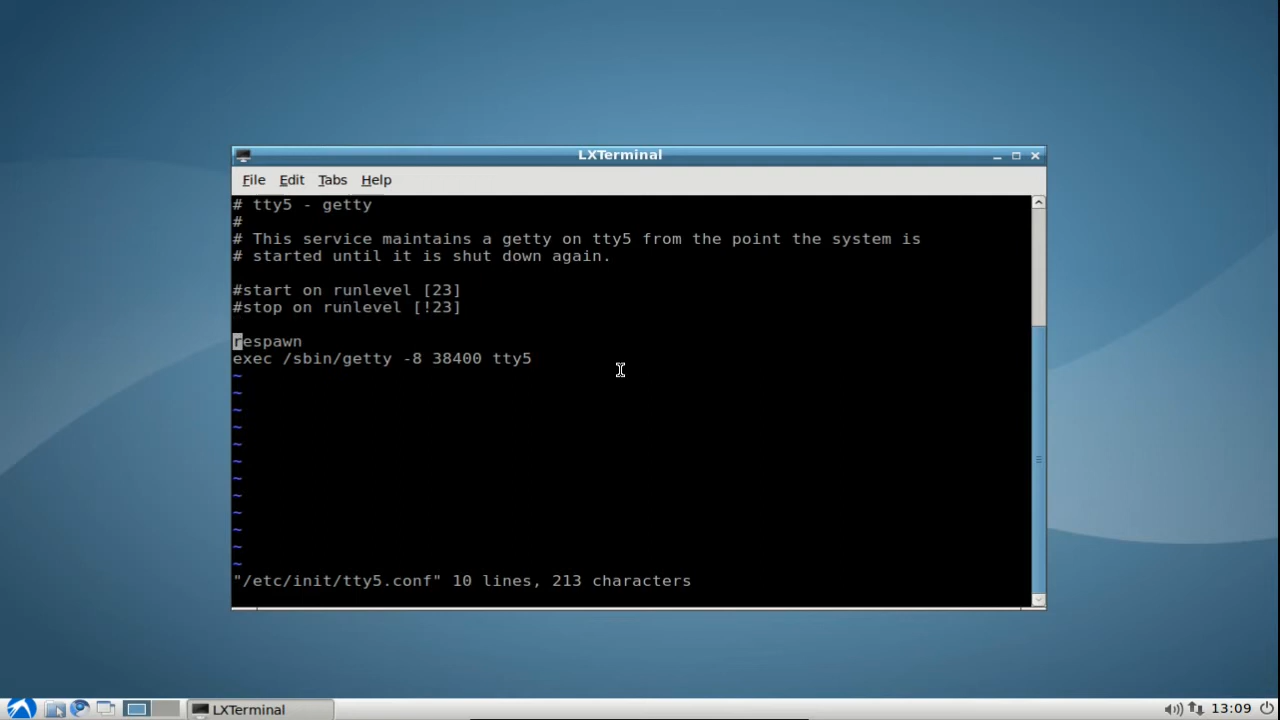 LXTerminal
File Edit Tabs Help
# tty5 - getty
#
# This service maintains a getty on tty5 from the point the system is
# started until it is shut down again.
#start on runlevel [23]
#stop on runlevel [!23]
respawn
exec /sbin/getty -8 38400 tty5
~
~
~
~
~
~
~
~
~
~
~
~
"/etc/init/tty5.conf" 10 lines, 213 characters
LXTerminal 13:09